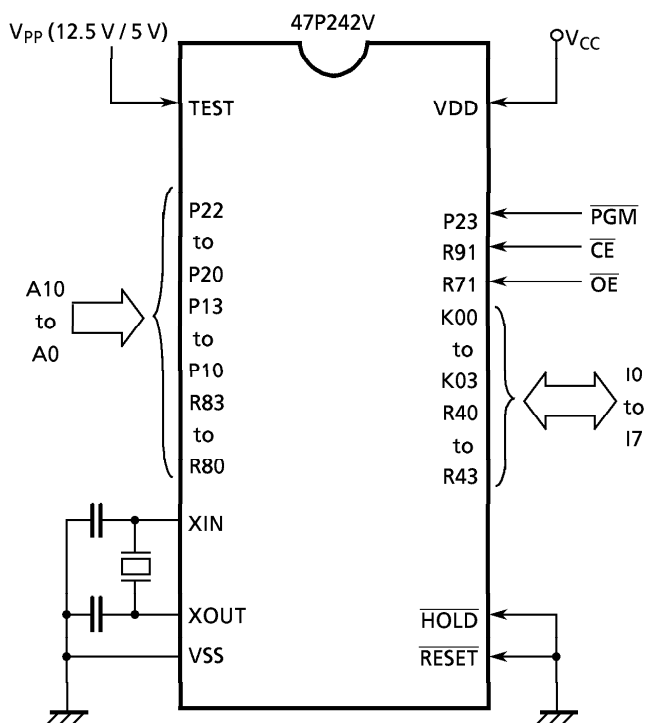 47P242V
VPP (12.5 V / 5 V)
VCC
TEST
VDD
P22
to
P20
P13
to
P10
R83
to
R80
A10
to
A0
P23
R91
R71
K00
to
K03
R40
to
R43
PGM
CE
OE
I0
to
I7
XIN
XOUT
VSS
HOLD
RESET